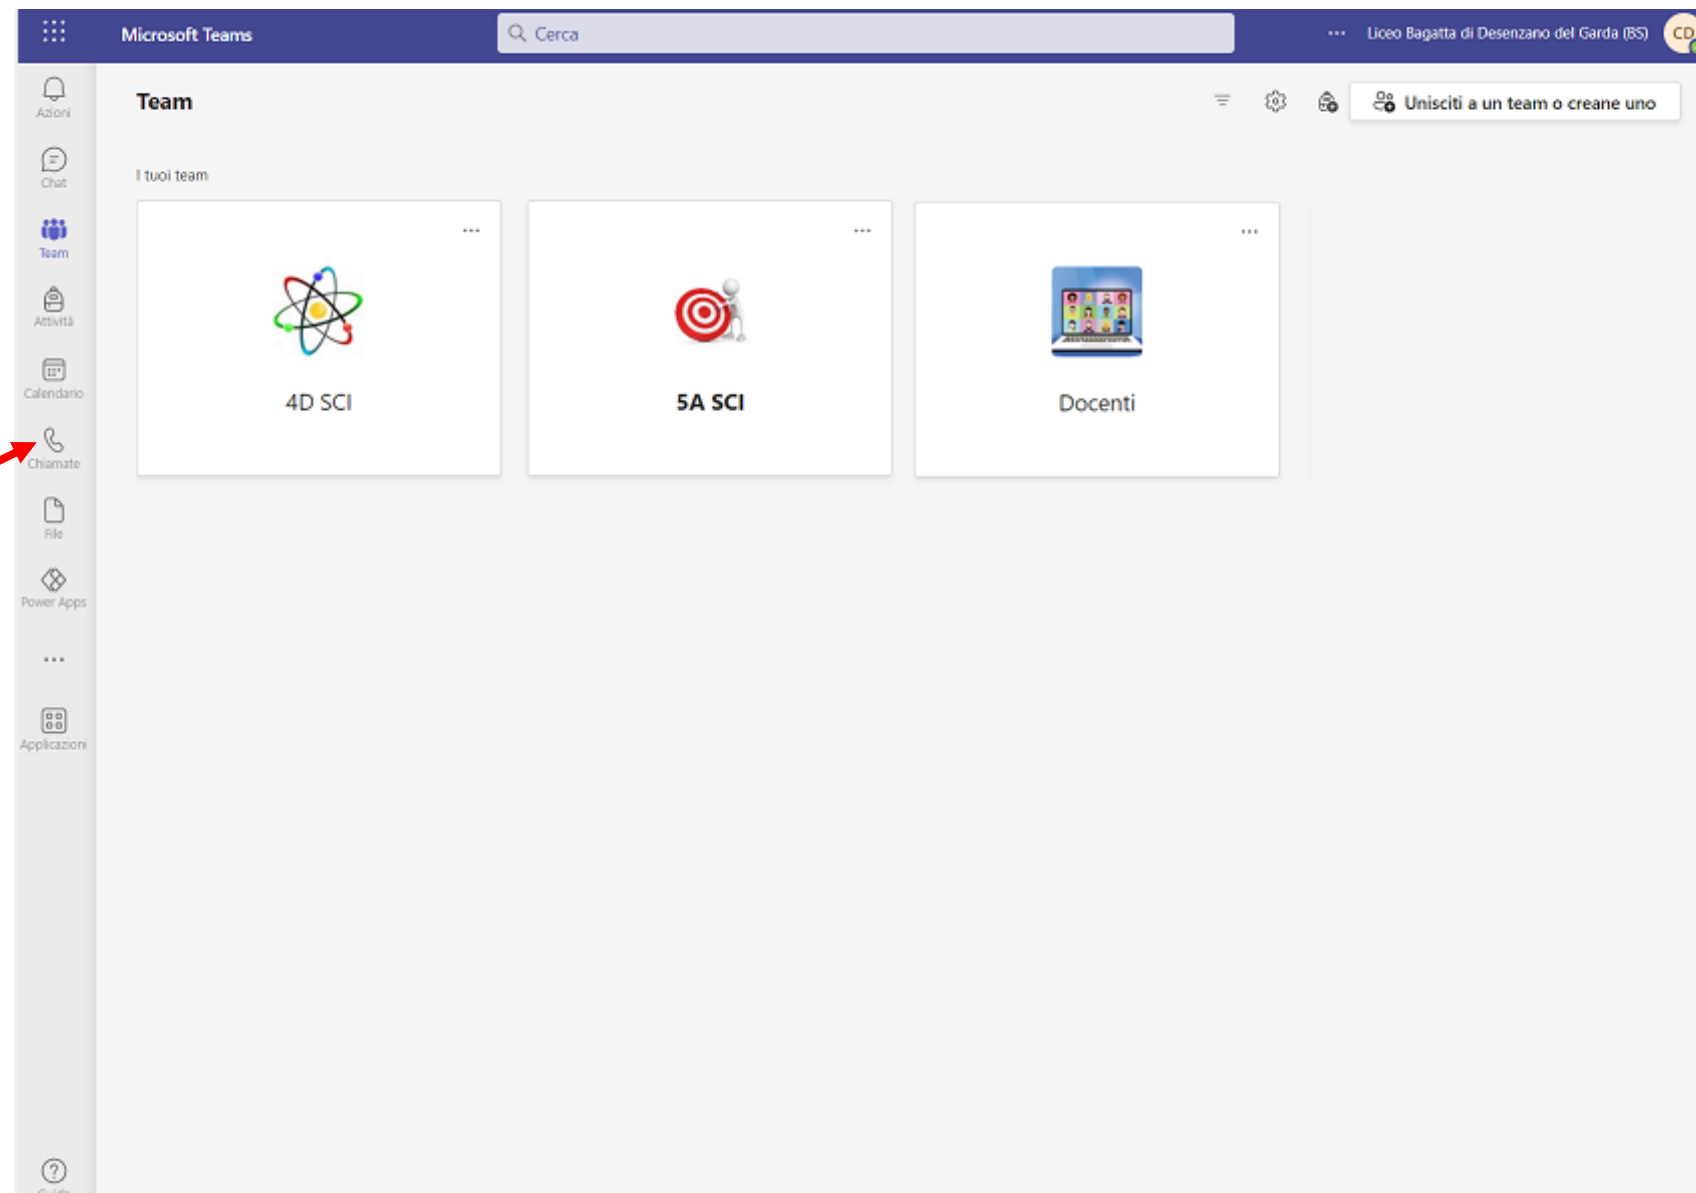 Microsoft Teams
Cerca
Liceo Bagatta di Desenzano del Garda (BS)
CD
Azioni
Chat
Team
Attività
Calendario
Chiamate
File
Power Apps
Applicazioni
Guida
Team
Unisciti a un team o creane uno
I tuoi team
4D SCI
5A SCI
Docenti